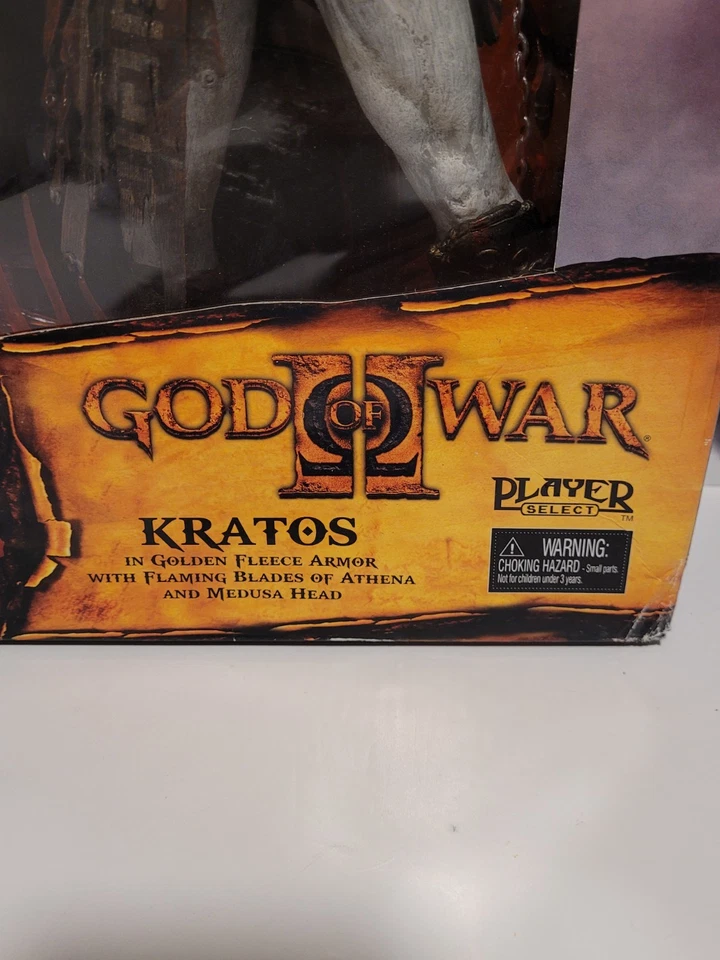 GOD OF WAR®
II
KRATOS
IN GOLDEN FLEECE ARMOR
WITH FLAMING BLADES OF ATHENA
AND MEDUSA HEAD
PLAYER
SELECT
TM
WARNING:
CHOKING HAZARD - Small parts.
Not for children under 3 years.